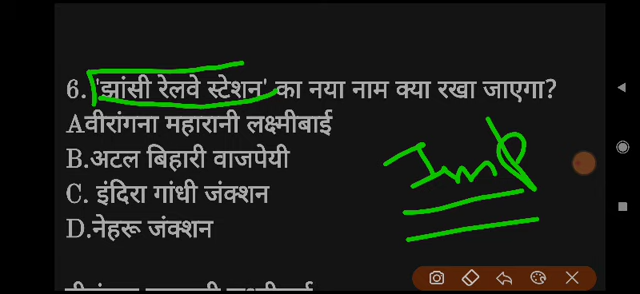 6. 'झांसी रेलवे स्टेशन' का नया नाम क्या रखा जाएगा?
Aवीरांगना महारानी लक्ष्मीबाई
B.अटल बिहारी वाजपेयी
C. इंदिरा गांधी जंक्शन
D.नेहरू जंक्शन
Imp